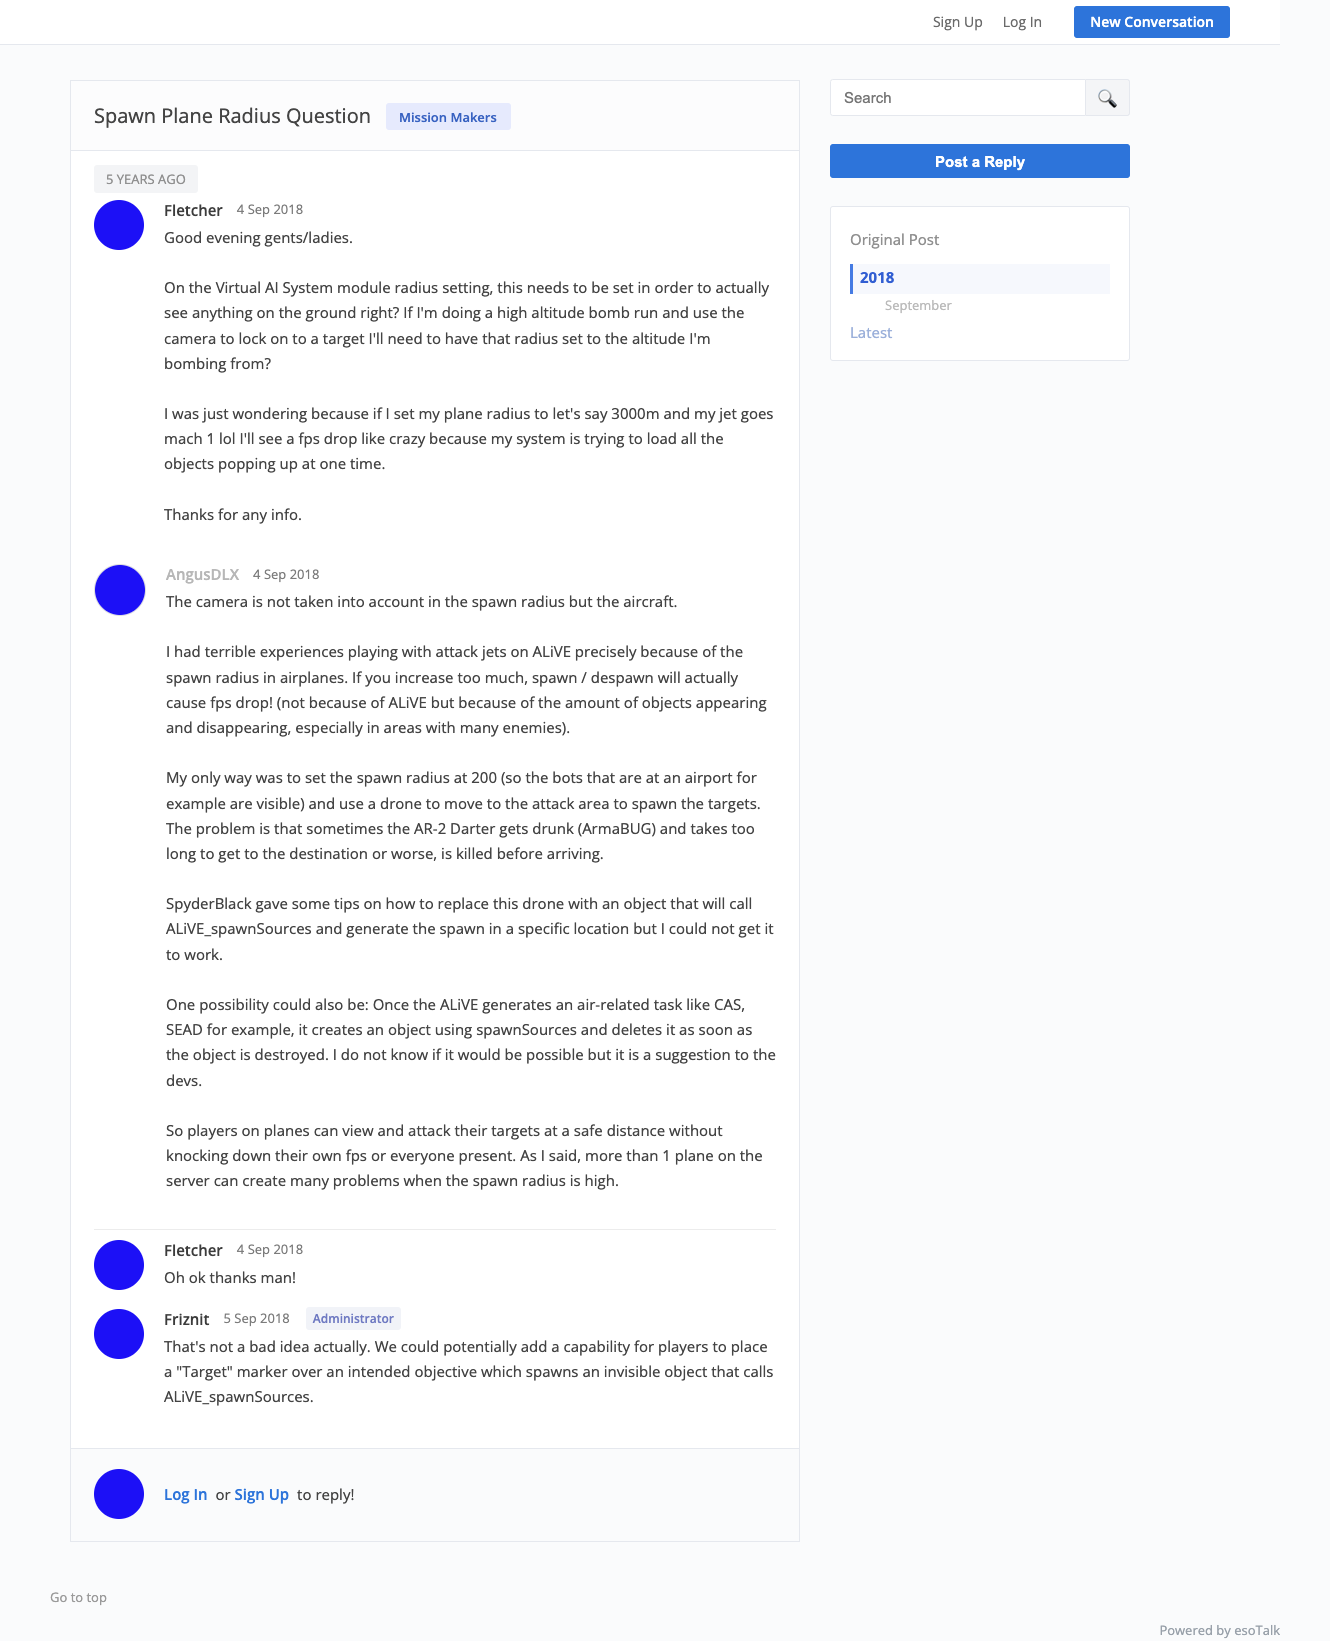 Sign Up Log In New Conversation
Spawn Plane Radius Question Mission Makers
5 YEARS AGO
Fletcher 4 Sep 2018
Good evening gents/ladies.
On the Virtual AI System module radius setting, this needs to be set in order to actually
see anything on the ground right? If I'm doing a high altitude bomb run and use the
camera to lock on to a target I'll need to have that radius set to the altitude I'm
bombing from?
I was just wondering because if I set my plane radius to let's say 3000m and my jet goes
mach 1 lol I'll see a fps drop like crazy because my system is trying to load all the
objects popping up at one time.
Thanks for any info.
AngusDLX 4 Sep 2018
The camera is not taken into account in the spawn radius but the aircraft.
I had terrible experiences playing with attack jets on ALiVE precisely because of the
spawn radius in airplanes. If you increase too much, spawn / despawn will actually
cause fps drop! (not because of ALiVE but because of the amount of objects appearing
and disappearing, especially in areas with many enemies).
My only way was to set the spawn radius at 200 (so the bots that are at an airport for
example are visible) and use a drone to move to the attack area to spawn the targets.
The problem is that sometimes the AR-2 Darter gets drunk (ArmaBUG) and takes too
long to get to the destination or worse, is killed before arriving.
SpyderBlack gave some tips on how to replace this drone with an object that will call
ALiVE_spawnSources and generate the spawn in a specific location but I could not get it
to work.
One possibility could also be: Once the ALiVE generates an air-related task like CAS,
SEAD for example, it creates an object using spawnSources and deletes it as soon as
the object is destroyed. I do not know if it would be possible but it is a suggestion to the
devs.
So players on planes can view and attack their targets at a safe distance without
knocking down their own fps or everyone present. As I said, more than 1 plane on the
server can create many problems when the spawn radius is high.
Fletcher 4 Sep 2018
Oh ok thanks man!
Friznit 5 Sep 2018 Administrator
That's not a bad idea actually. We could potentially add a capability for players to place
a "Target" marker over an intended objective which spawns an invisible object that calls
ALiVE_spawnSources.
Log In or Sign Up to reply!
Search
Post a Reply
Original Post
2018
September
Latest
Go to top
Powered by esoTalk